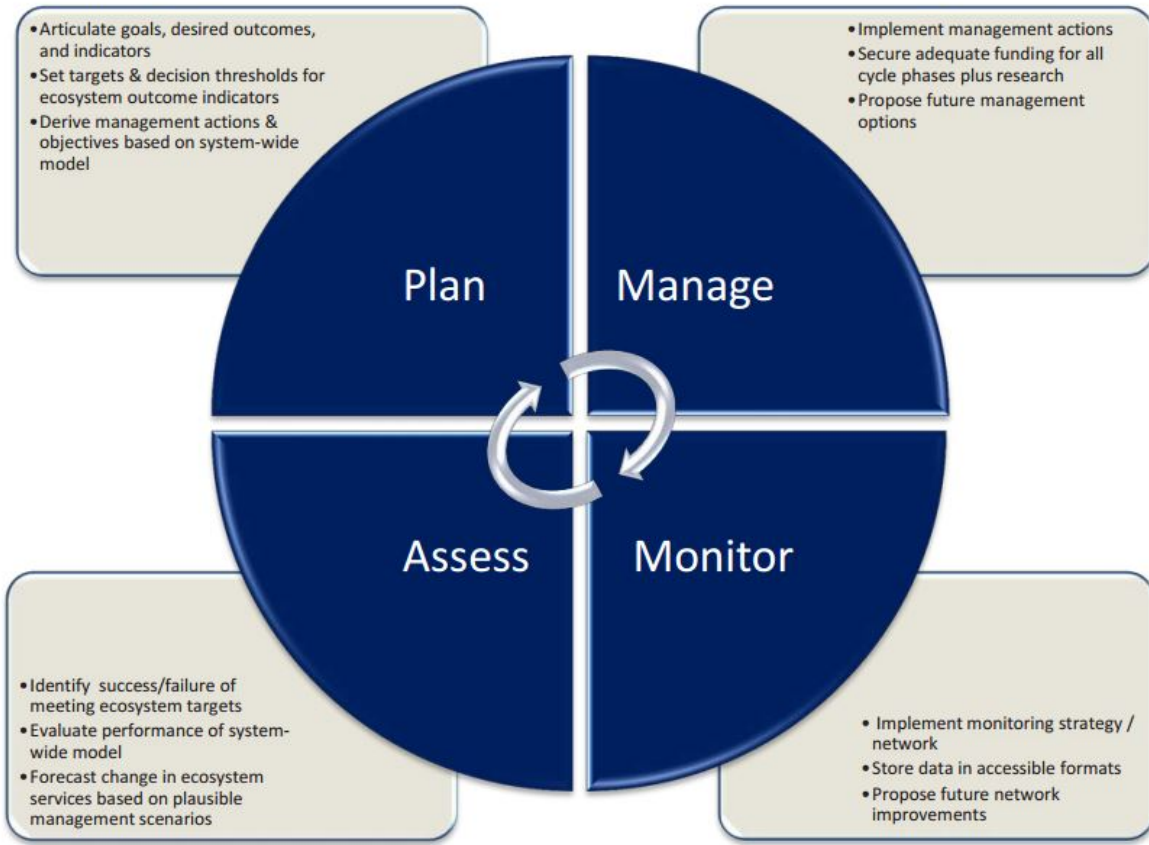 •Articulate goals, desired outcomes,
and indicators
•Set targets & decision thresholds for
ecosystem outcome indicators
•Derive management actions &
objectives based on system-wide
model
•Implement management actions
•Secure adequate funding for all
cycle phases plus research
•Propose future management
options
Plan
Manage
Assess
Monitor
•Identify success/failure of
meeting ecosystem targets
•Evaluate performance of system-
wide model
•Forecast change in ecosystem
services based on plausible
management scenarios
• Implement monitoring strategy /
network
•Store data in accessible formats
•Propose future network
improvements